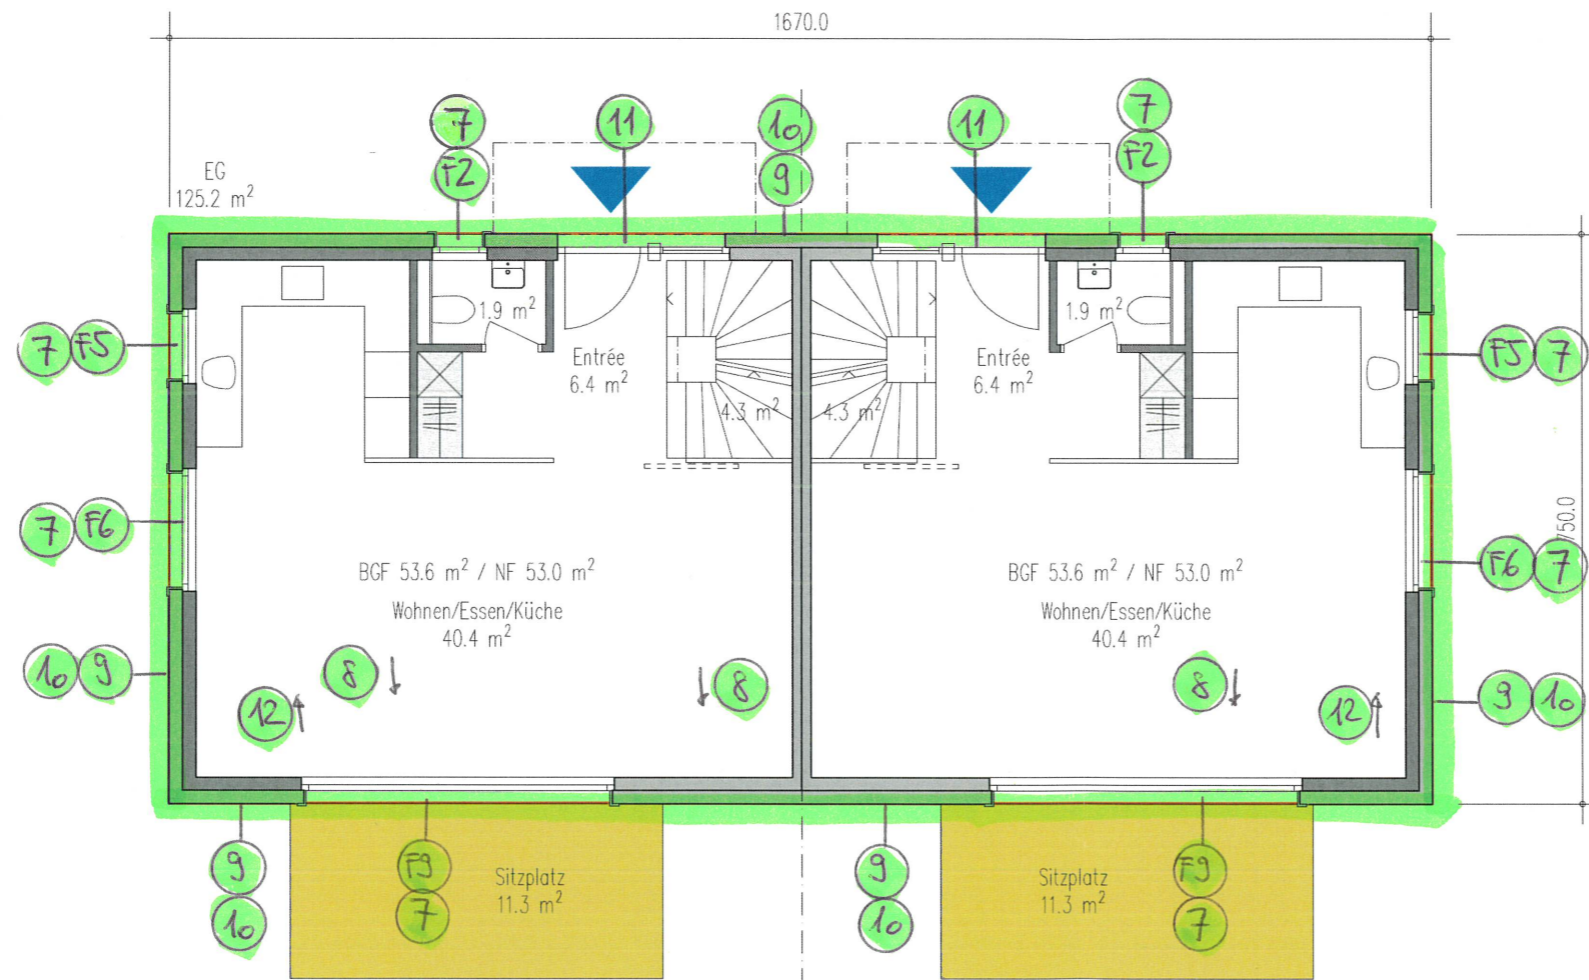 1670.0
7
11
10
11
7
F2
9
F2
EG
125.2 m²
1.9 m²
1.9 m²
7 F5
Entrée
6.4 m²
Entrée
6.4 m²
F5 7
4.3 m²
4.3 m²
7 F6
750.0
F6 7
BGF 53.6 m² / NF 53.0 m²
BGF 53.6 m² / NF 53.0 m²
Wohnen/Essen/Küche
40.4 m²
Wohnen/Essen/Küche
40.4 m²
10 9
8
8
8
9 10
12
12
9
10
F9
7
Sitzplatz
11.3 m²
9
10
Sitzplatz
11.3 m²
F9
7